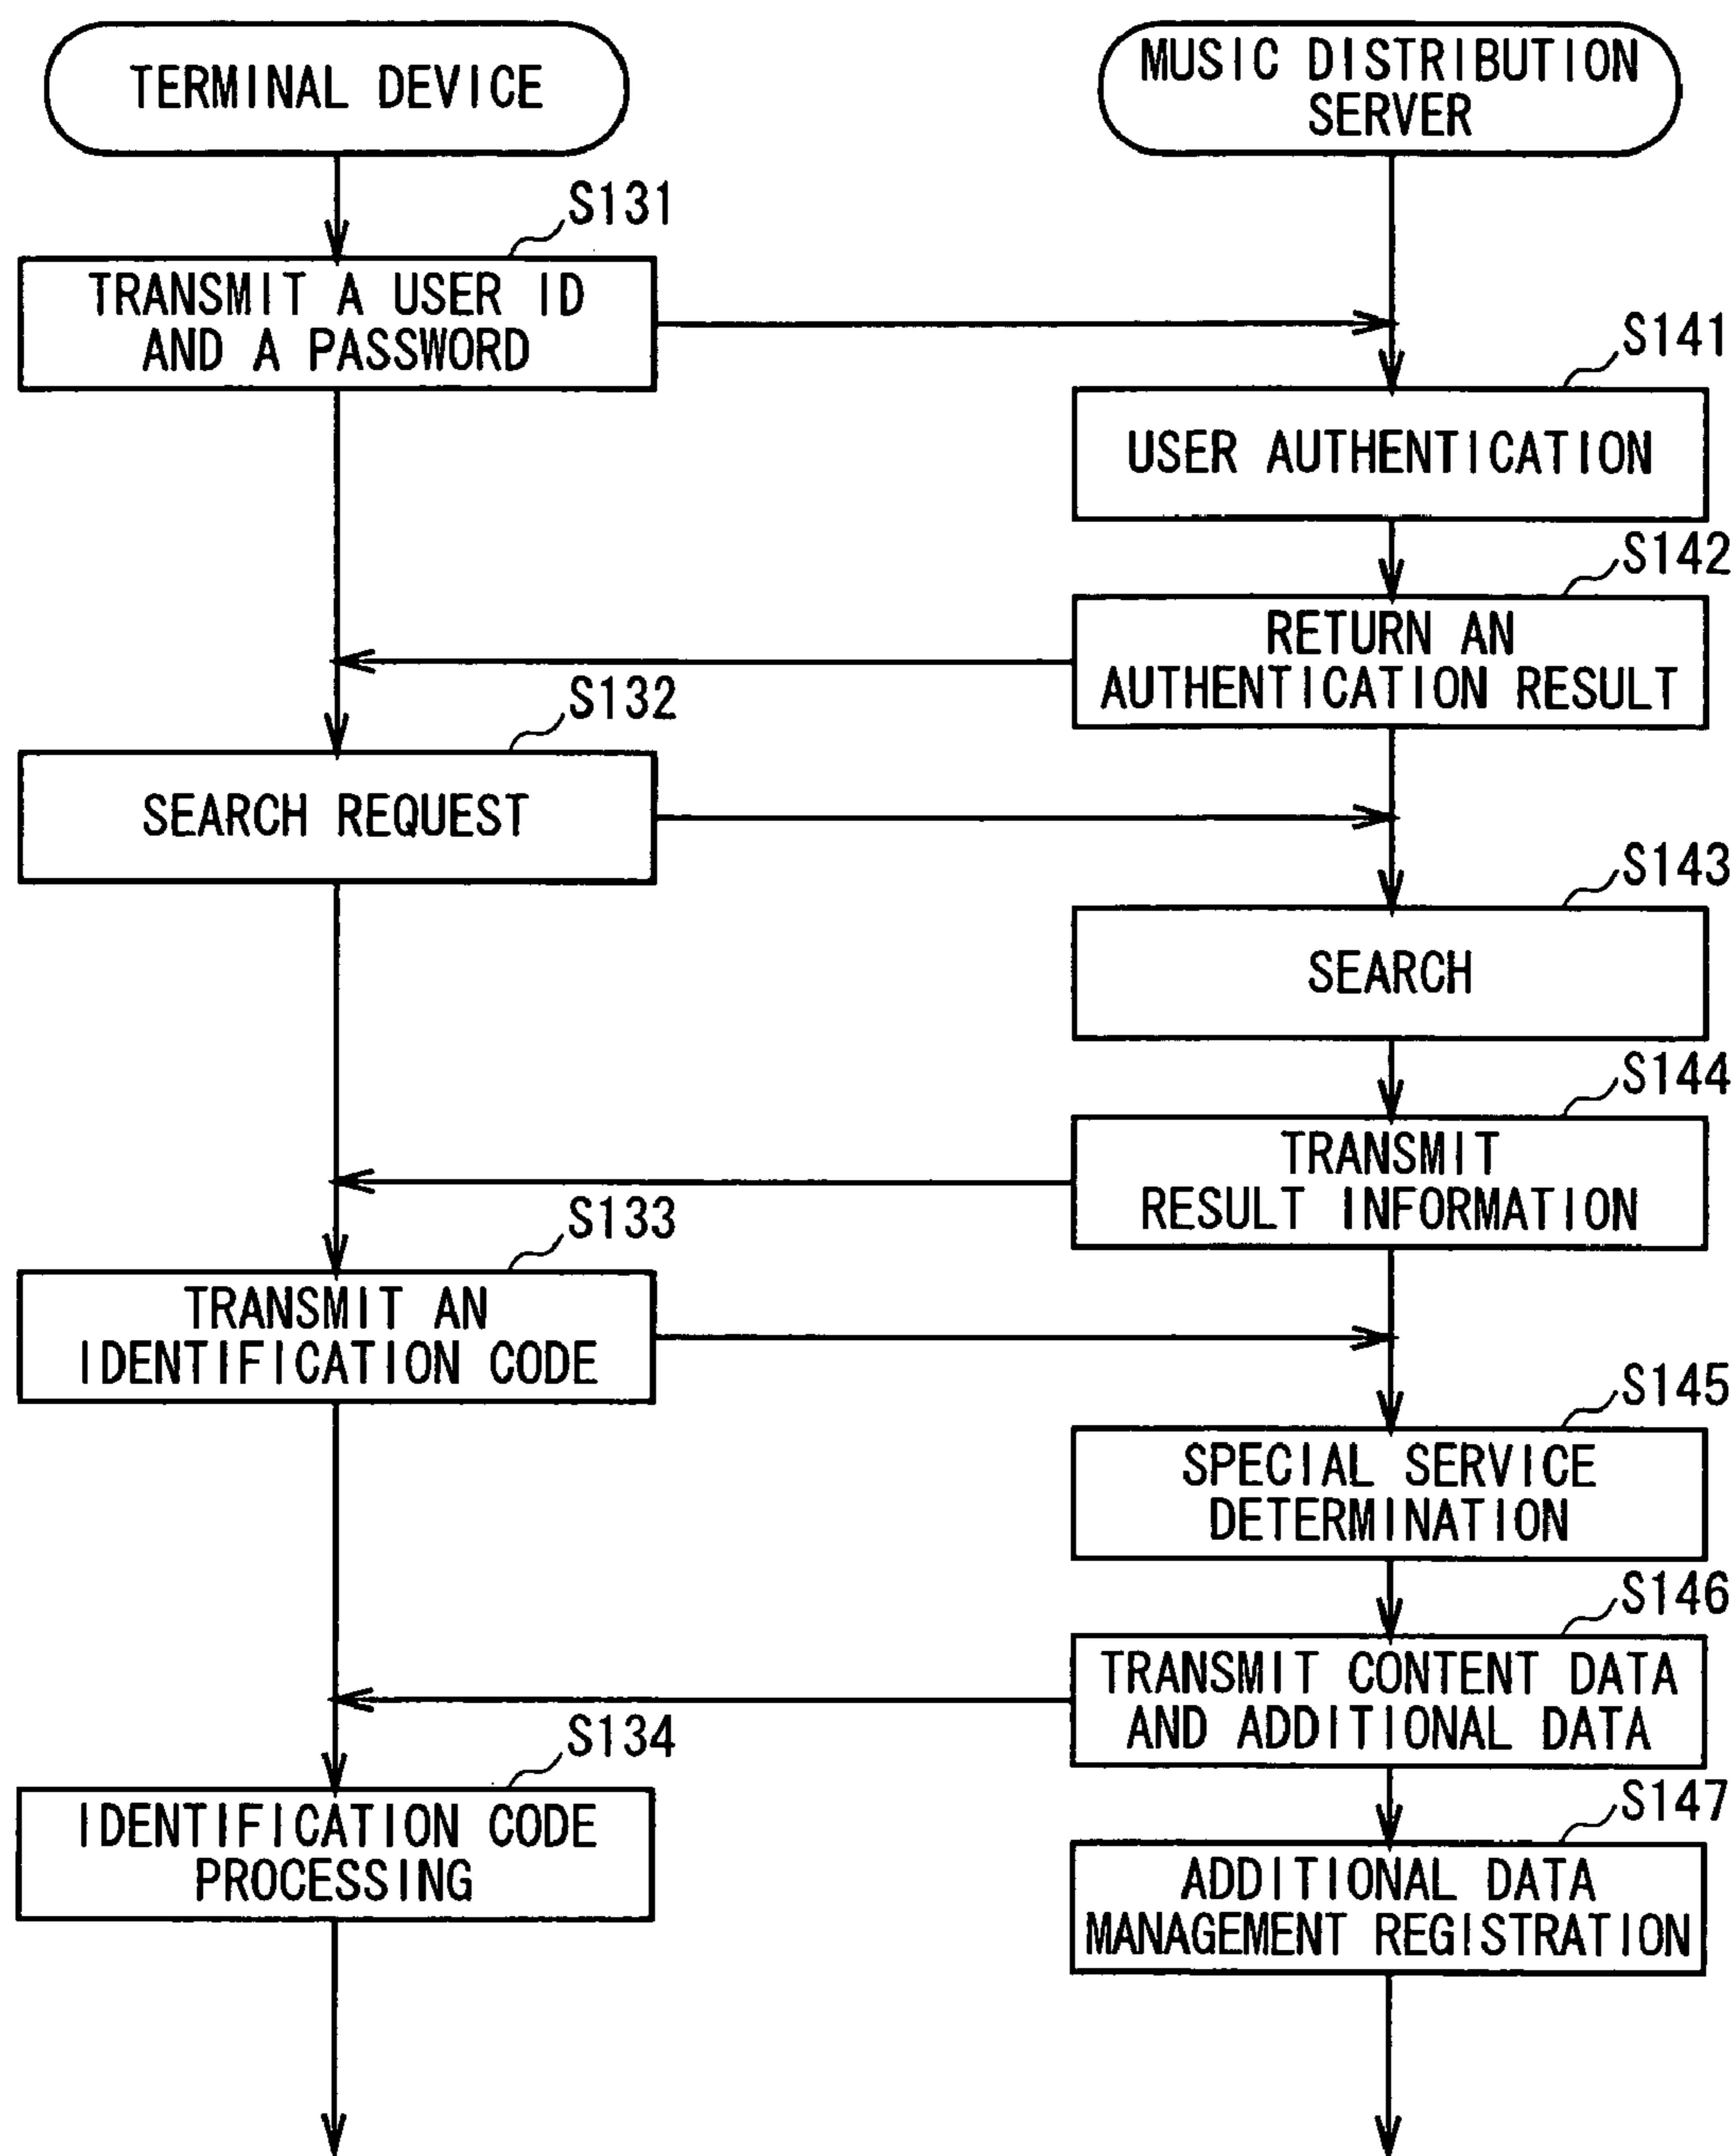 TERMINAL DEVICE
MUSIC DISTRIBUTION
SERVER
S131
TRANSMIT A USER ID
AND A PASSWORD
S141
USER AUTHENTICATION
S142
RETURN AN
AUTHENTICATION RESULT
S132
SEARCH REQUEST
S143
SEARCH
S144
TRANSMIT
RESULT INFORMATION
S133
TRANSMIT AN
IDENTIFICATION CODE
S145
SPECIAL SERVICE
DETERMINATION
S146
TRANSMIT CONTENT DATA
AND ADDITIONAL DATA
S134
IDENTIFICATION CODE
PROCESSING
S147
ADDITIONAL DATA
MANAGEMENT REGISTRATION